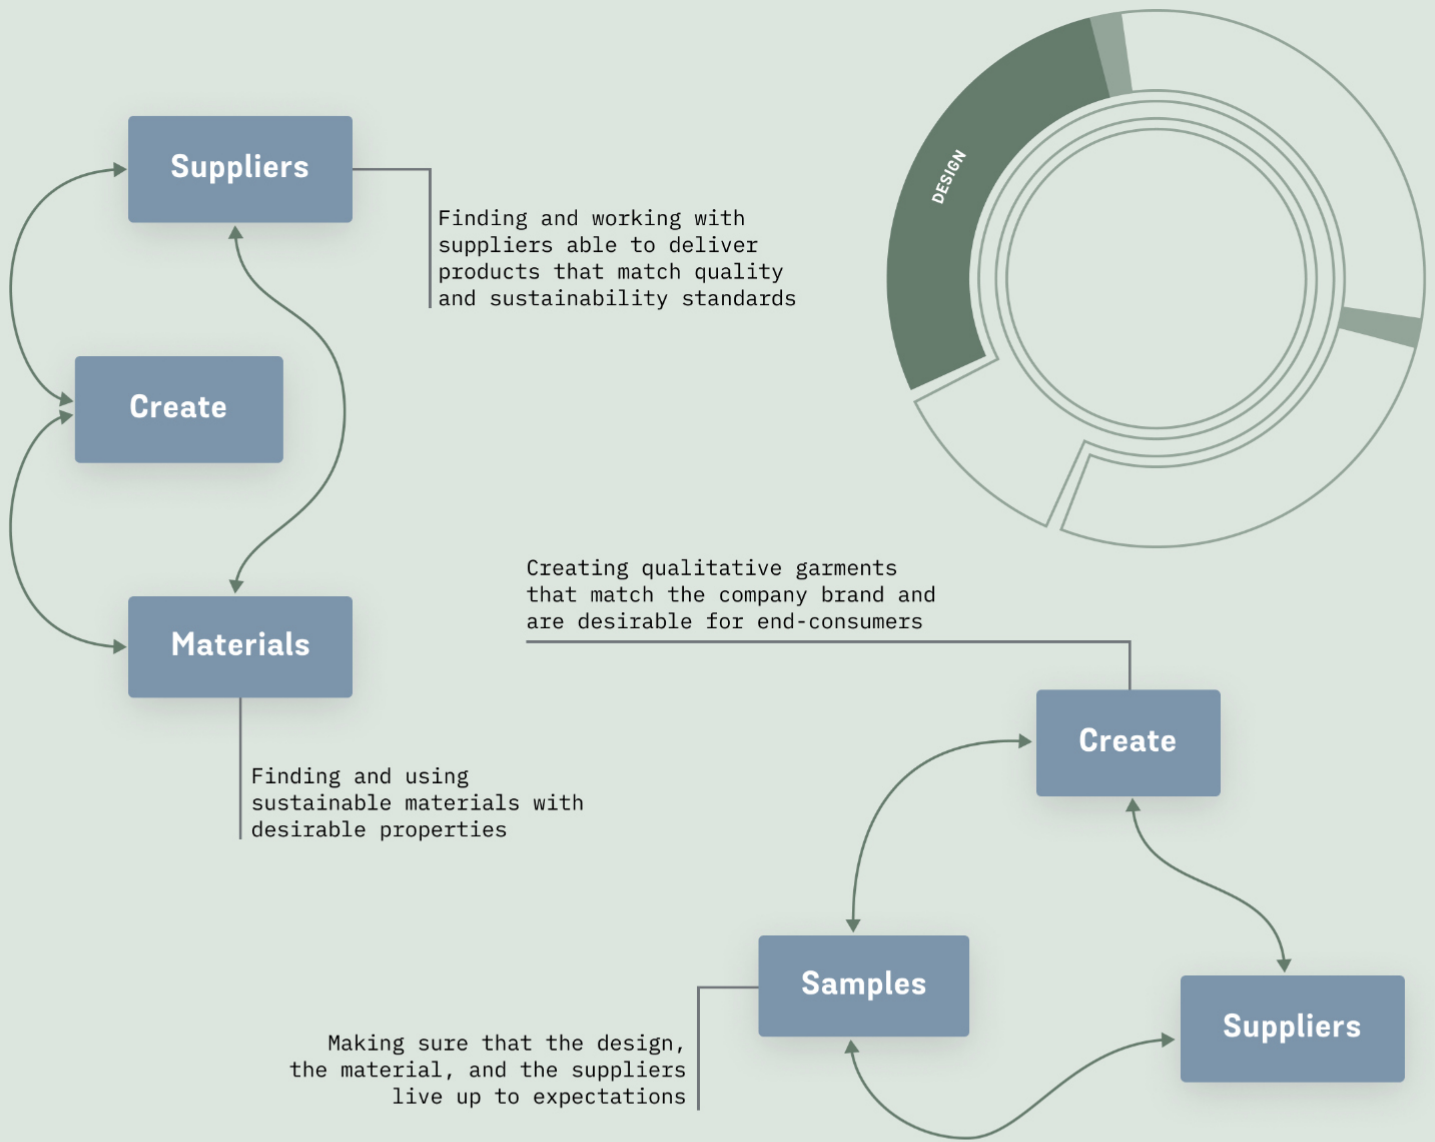 DESIGN
Suppliers
Finding and working with
suppliers able to deliver
products that match quality
and sustainability standards
Create
Materials
Finding and using
sustainable materials with
desirable properties
Creating qualitative garments
that match the company brand and
are desirable for end-consumers
Create
Samples
Making sure that the design,
the material, and the suppliers
live up to expectations
Suppliers